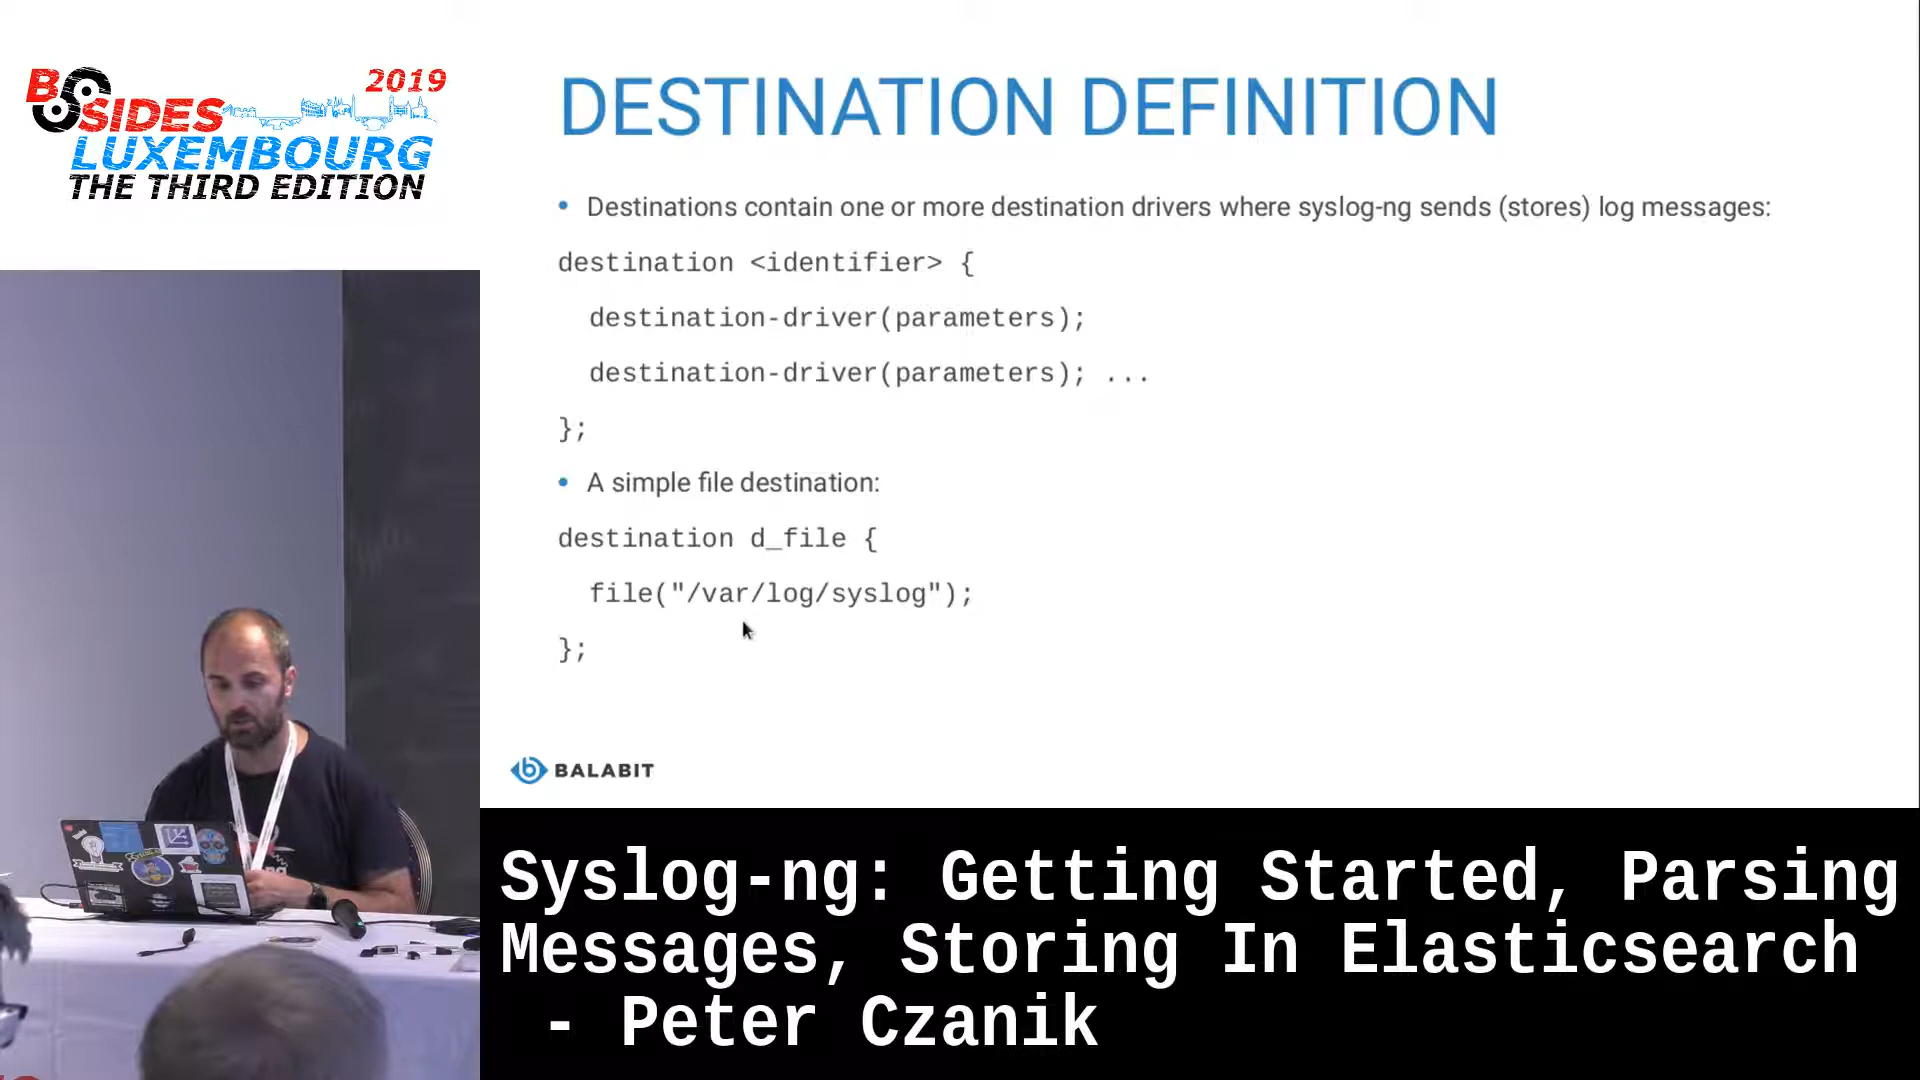 2019
BSIDES
LUXEMBOURG
THE THIRD EDITION
DESTINATION DEFINITION
• Destinations contain one or more destination drivers where syslog-ng sends (stores) log messages:
destination <identifier> {
destination-driver(parameters);
destination-driver(parameters); ...
};
• A simple file destination:
destination d_file {
file("/var/log/syslog");
};
BALABIT
Syslog-ng: Getting Started, Parsing
Messages, Storing In Elasticsearch
- Peter Czanik